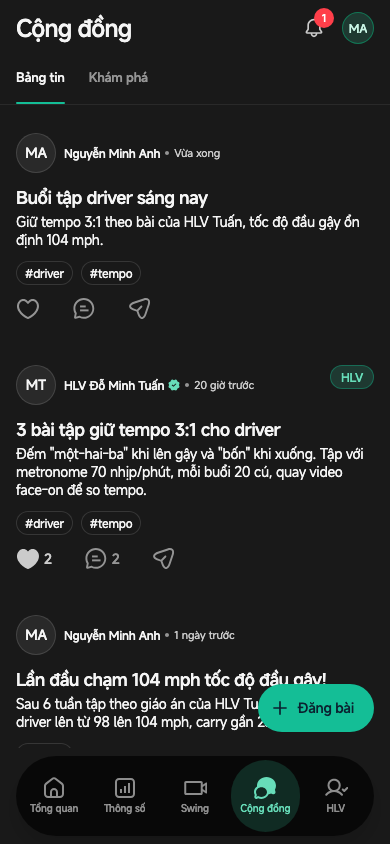 Cộng đồng
1
MA
Bảng tin
Khám phá
MA
Nguyễn Minh Anh • Vừa xong
Buổi tập driver sáng nay
Giữ tempo 3:1 theo bài của HLV Tuấn, tốc độ đầu gậy ổn
định 104 mph.
#driver
#tempo
MT
HLV Đỗ Minh Tuấn • 20 giờ trước
HLV
3 bài tập giữ tempo 3:1 cho driver
Đếm "một-hai-ba" khi lên gậy và "bốn" khi xuống. Tập với
metronome 70 nhịp/phút, mỗi buổi 20 cú, quay video
face-on để so tempo.
#driver
#tempo
2
2
MA
Nguyễn Minh Anh • 1 ngày trước
Lần đầu chạm 104 mph tốc độ đầu gậy!
Sau 6 tuần tập theo giáo án của HLV
driver lên từ 98 lên 104 mph, carry gần
Đăng bài
Tổng quan
Thông số
Swing
Cộng đồng
HLV